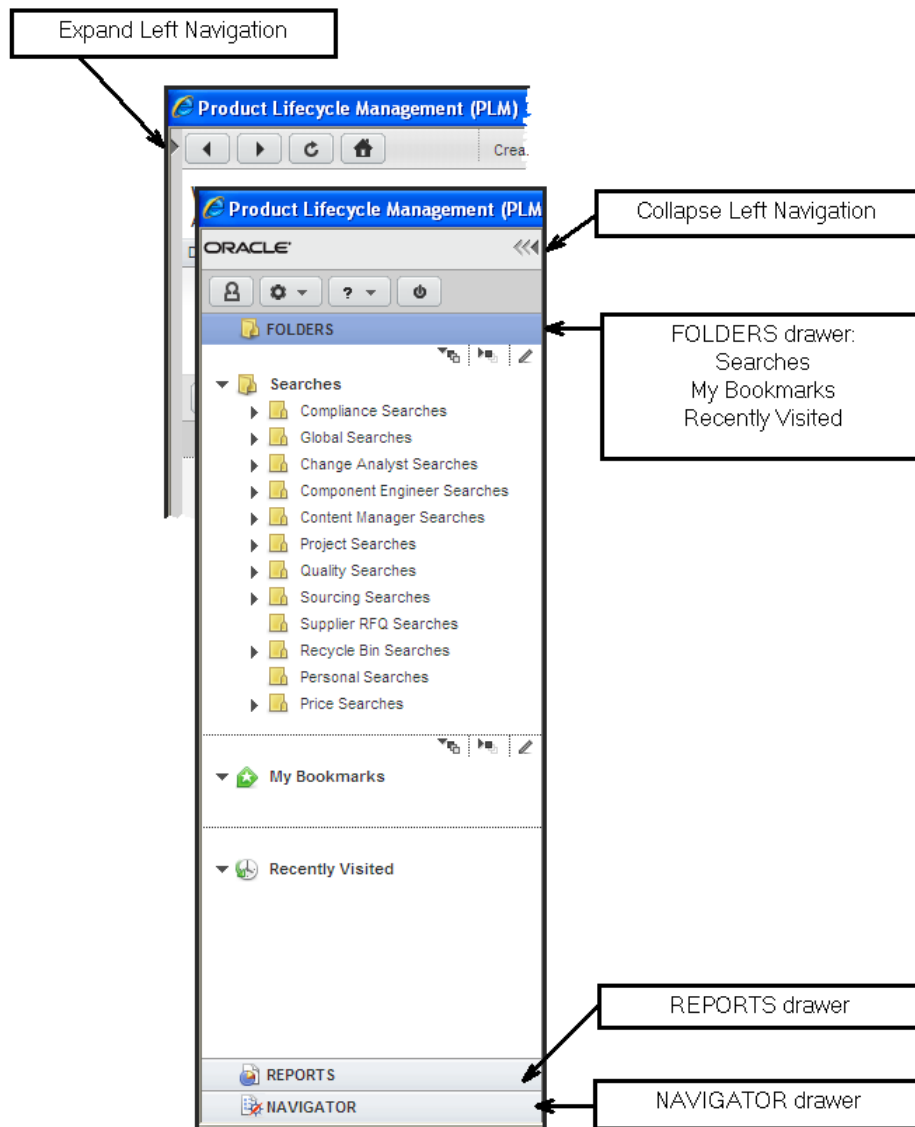 Expand Left Navigation
Product Lifecycle Management (PLM)
Crea.
Product Lifecycle Management (PLM
Collapse Left Navigation
ORACLE
?
FOLDERS
FOLDERS drawer:
Searches
My Bookmarks
Recently Visited
Searches
Compliance Searches
Global Searches
Change Analyst Searches
Component Engineer Searches
Content Manager Searches
Project Searches
Quality Searches
Sourcing Searches
Supplier RFQ Searches
Recycle Bin Searches
Personal Searches
Price Searches
My Bookmarks
Recently Visited
REPORTS drawer
REPORTS
NAVIGATOR
NAVIGATOR drawer